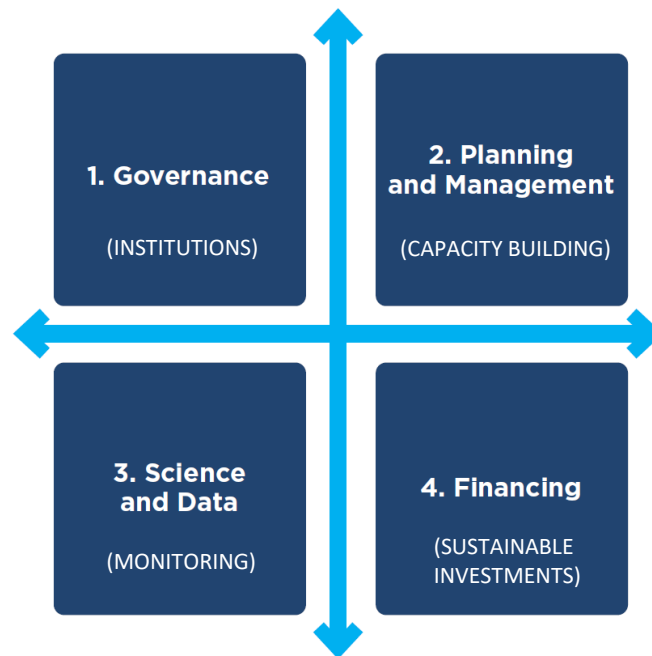 1. Governance
(INSTITUTIONS)
2. Planning
and Management
(CAPACITY BUILDING)
3. Science
and Data
(MONITORING)
4. Financing
(SUSTAINABLE
INVESTMENTS)